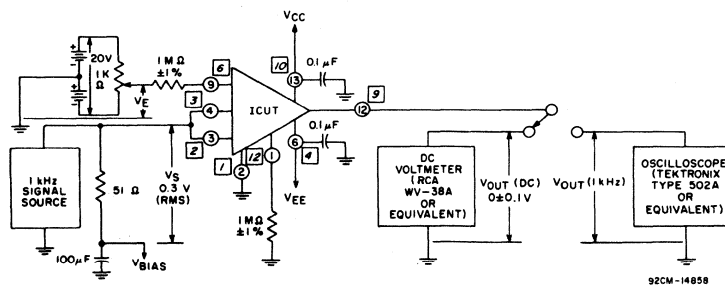 VCC
20V
1 K
Ω
1 MΩ
±1%
6
9
10
13
0.1 μF
ICUT
VE
3
4
2
3
12
9
0.1 μF
6
4
1
12
2
1
VEE
1 kHz
SIGNAL
SOURCE
51 Ω
VS
0.3 V
(RMS)
1MΩ
±1%
100μF
VBIAS
DC
VOLTMETER
(RCA
WV-38A
OR
EQUIVALENT)
VOUT (DC)
0±0.1V
VOUT (1 kHz)
OSCILLOSCOPE
(TEKTRONIX
TYPE 502A
OR
EQUIVALENT)
92CM-14858